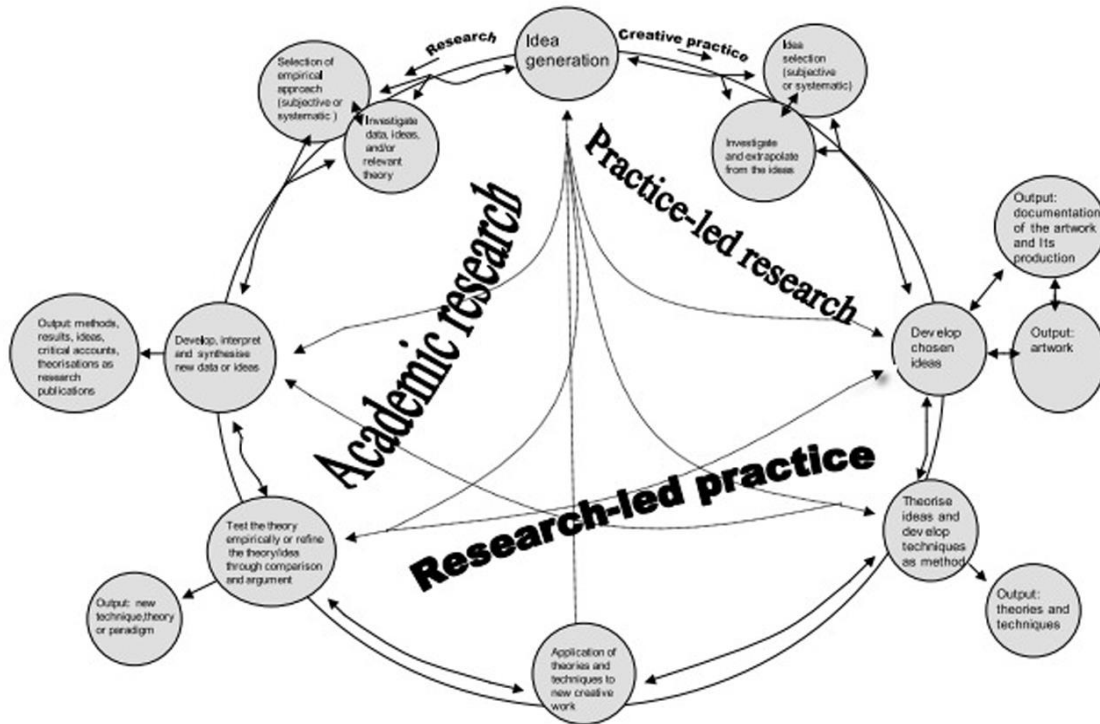 Idea
generation
Research
Creative practice
Selection of
empirical
approach
(subjective or
systematic )
Investigate
data, ideas,
and/or
relevant
theory
Idea
selection
(subjective
or systematic)
Investigate
and extrapolate
from the ideas
Academic research
Practice-led research
Research-led practice
Output:
documentation
of the artwork
and Its
production
Output:
artwork
Develop
chosen
ideas
Output: methods,
results, ideas,
critical accounts,
theorisations as
research
publications
Develop, interpret
and synthesise
new data or ideas
Test the theory
empirically or refine
the theory/idea
through comparison
and argument
Theorise
ideas and
develop
techniques
as method
Output: new
technique,theory
or paradigm
Output:
theories and
techniques
Application of
theories and
techniques to
new creative
work